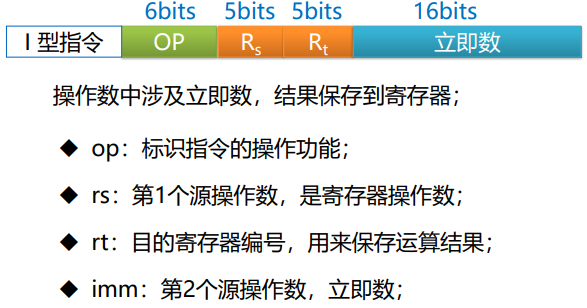 6bits 5bits 5bits 16bits
I 型指令 OP Rs Rt 立即数
操作数中涉及立即数，结果保存到寄存器；
◆ op：标识指令的操作功能；
◆ rs：第1个源操作数，是寄存器操作数；
◆ rt：目的寄存器编号，用来保存运算结果；
◆ imm：第2个源操作数，立即数；